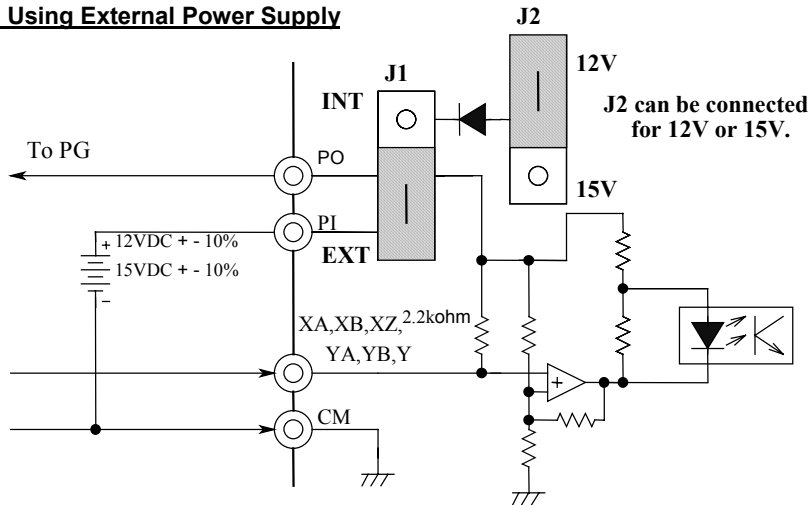 Using External Power Supply
J2
J1
12V
INT
J2 can be connected
for 12V or 15V.
To PG
PO
15V
PI
+ 12VDC + - 10%
EXT
15VDC + - 10%
−
XA,XB,XZ, 2.2kohm
YA,YB,Y
+
CM